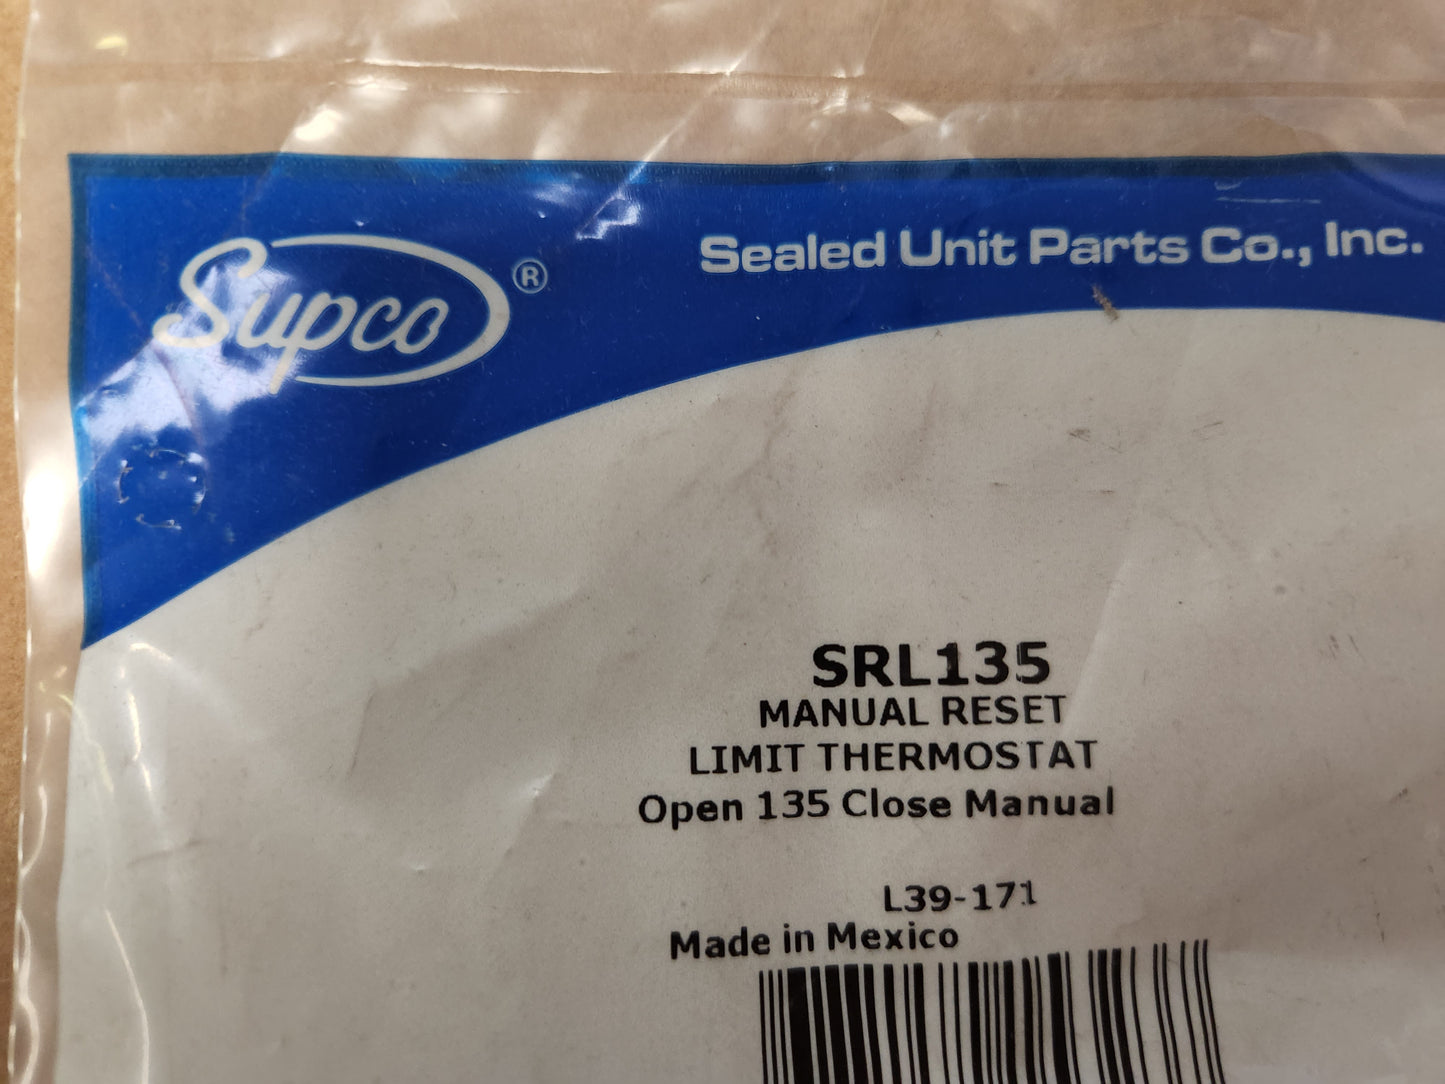 Supco®
Sealed Unit Parts Co., Inc.
SRL135
MANUAL RESET
LIMIT THERMOSTAT
Open 135 Close Manual
L39-171
Made in Mexico